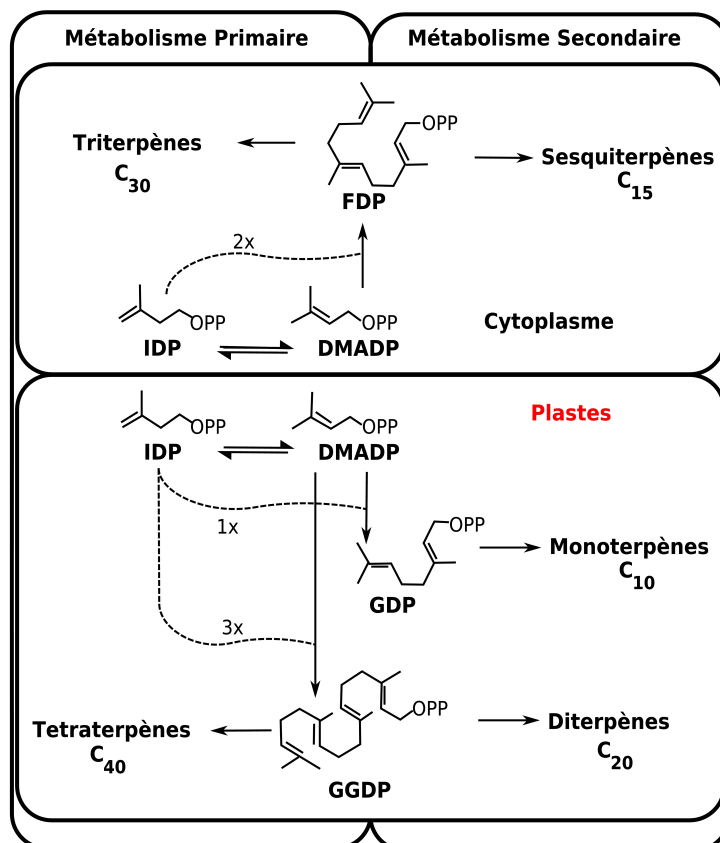 Métabolisme Primaire
Métabolisme Secondaire
OPP
Triterpènes
C30
Sesquiterpènes
C15
FDP
2x
OPP
OPP
Cytoplasme
IDP
DMADP
Plastes
OPP
OPP
IDP
DMADP
1x
OPP
Monoterpènes
C10
GDP
3x
OPP
Tetraterpènes
C40
Diterpènes
C20
GGDP